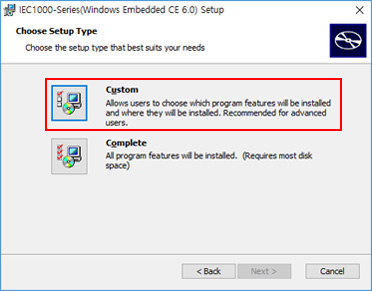 IEC1000-Series(Windows Embedded CE 6.0) Setup
Choose Setup Type
Choose the setup type that best suits your needs
Custom
Allows users to choose which program features will be installed
and where they will be installed. Recommended for advanced
users.
Complete
All program features will be installed. (Requires most disk
space)
< Back Next > Cancel